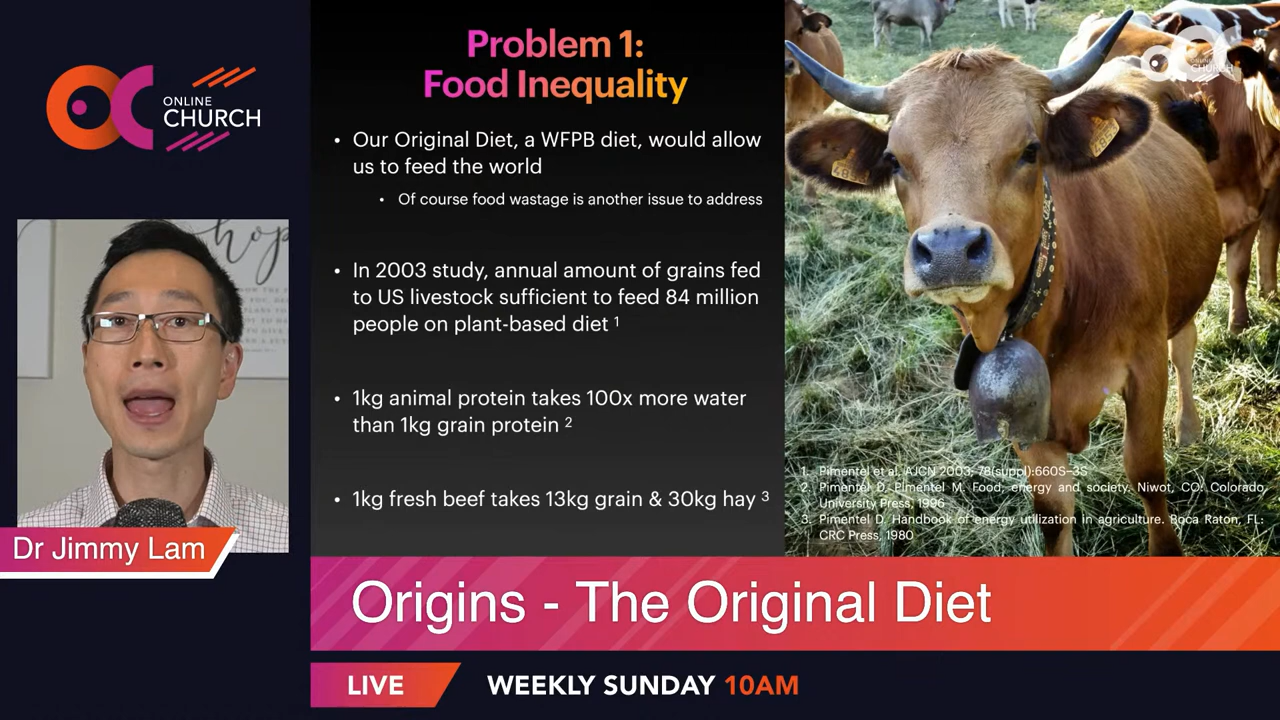 ONLINE
CHURCH
Problem 1:
Food Inequality
• Our Original Diet, a WFPB diet, would allow
us to feed the world
• Of course food wastage is another issue to address
• In 2003 study, annual amount of grains fed
to US livestock sufficient to feed 84 million
people on plant-based diet 1
• 1kg animal protein takes 100x more water
than 1kg grain protein 2
• 1kg fresh beef takes 13kg grain & 30kg hay 3
ONLINE
CHURCH
1. Pimentel et al. AJCN 2003; 78(suppl):660S–3S
2. Pimentel D, Pimentel M. Food, energy and society. Niwot, CO: Colorado
University Press, 1996
3. Pimentel D. Handbook of energy utilization in agriculture. Boca Raton, FL:
CRC Press, 1980
hope
Dr Jimmy Lam
Origins - The Original Diet
LIVE
WEEKLY SUNDAY 10AM